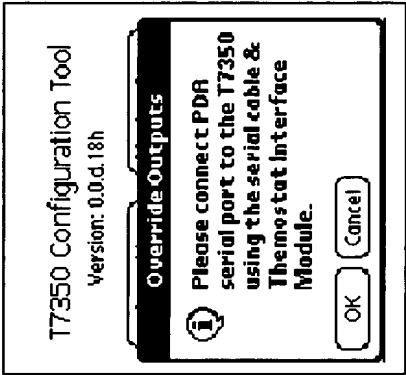 T7350 Configuration Tool
Version: 0.0.d.18h
Override Outputs
Please connect PDA
serial port to the T7350
using the serial cable &
Themostat Interface
Module.
OK Cancel